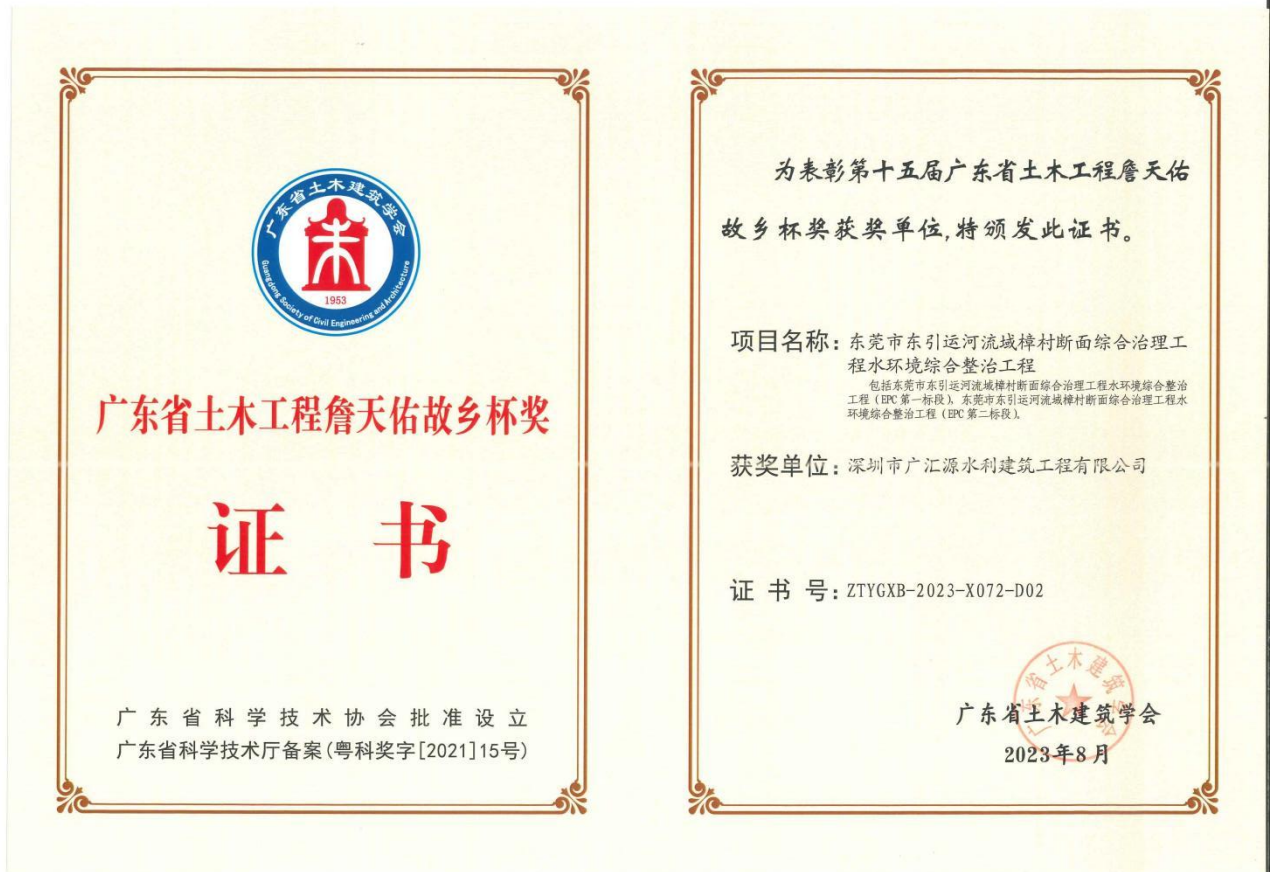 广东省土木建筑学会
1953
Guangdong Society of Civil Engineering and Architecture
广东省土木工程詹天佑故乡杯奖
证 书
广东省科学技术协会批准设立
广东省科学技术厅备案(粤科奖字[2021]15号)
为表彰第十五届广东省土木工程詹天佑
故乡杯奖获奖单位,特颁发此证书。
项目名称: 东莞市东引运河流域樟村断面综合治理工
程水环境综合整治工程
包括东莞市东引运河流域樟村断面综合治理工程水环境综合整治
工程(EPC第一标段)、东莞市东引运河流域樟村断面综合治理工程水
环境综合整治工程(EPC第二标段)。
获奖单位: 深圳市广汇源水利建筑工程有限公司
证 书 号: ZTYGXB-2023-X072-D02
广东省土木建筑学会
广东省土木建筑学会
2023年8月